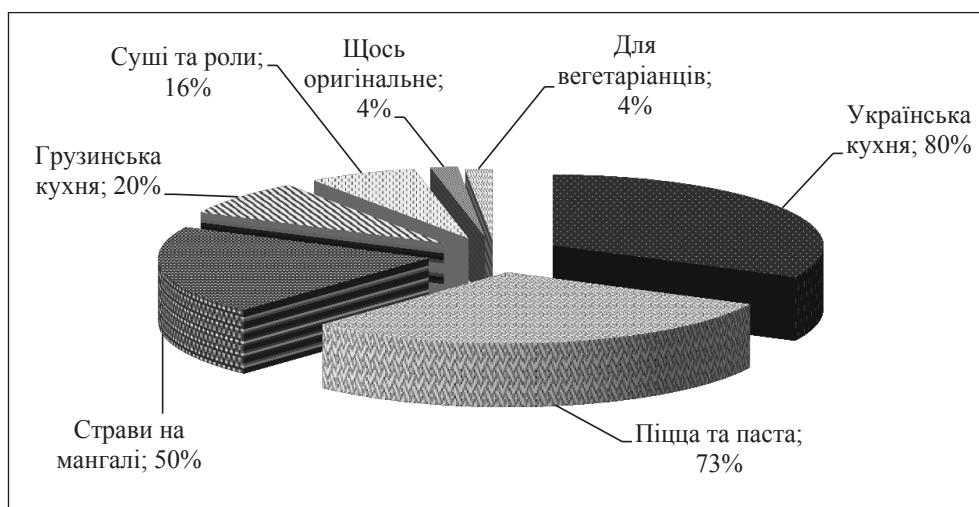 Суші та роли;
16%
Щось
оригінальне;
4%
Для
вегетаріанців;
4%
Українська
кухня; 80%
Грузинська
кухня; 20%
Страви на
мангалі; 50%
Піцца та паста;
73%